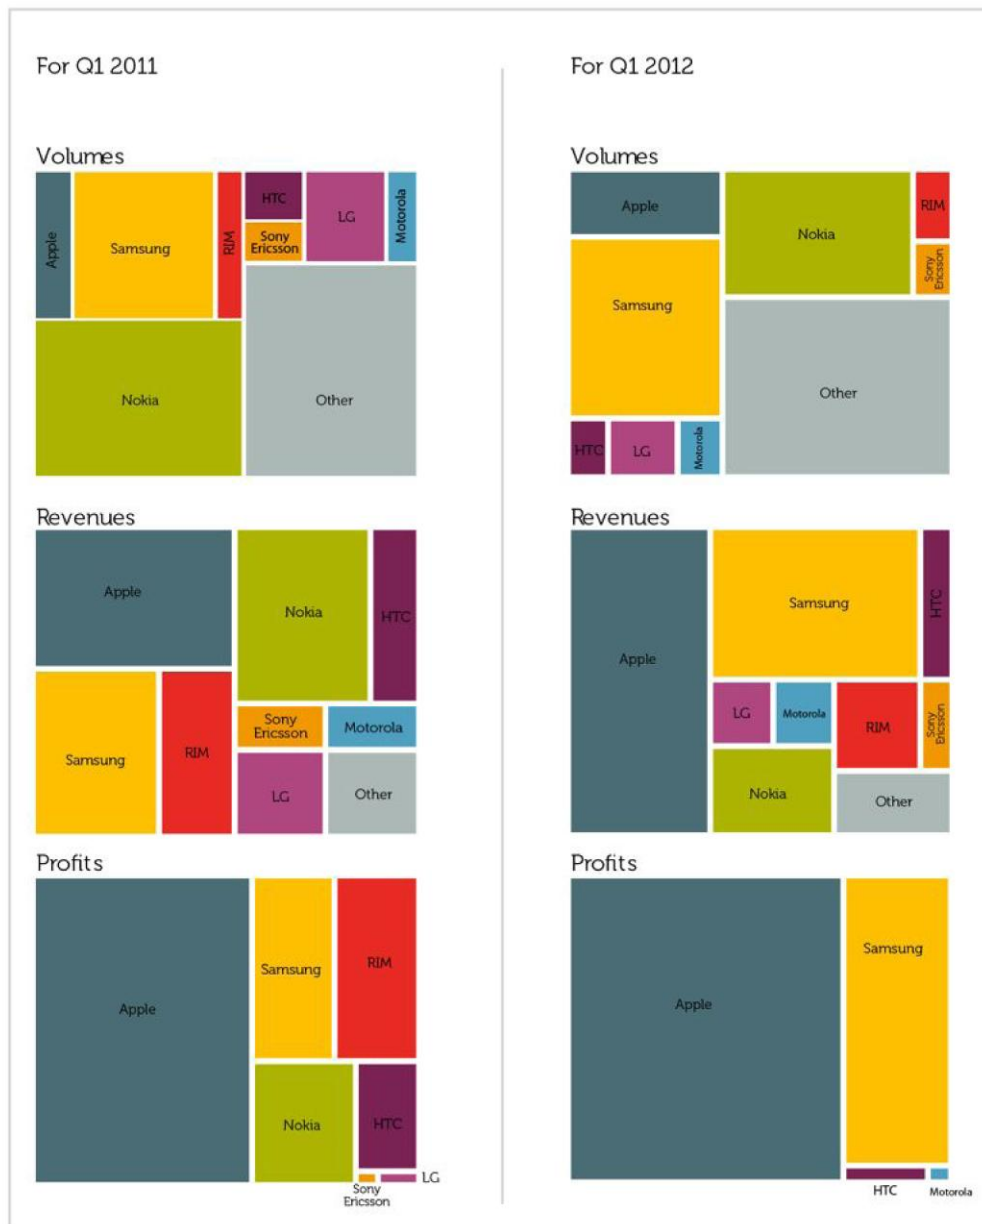 For Q1 2011
Volumes
Apple
Samsung
RIM
HTC
Sony
Ericsson
LG
Motorola
Nokia
Other
Revenues
Apple
Nokia
HTC
Samsung
RIM
Sony
Ericsson
Motorola
LG
Other
Profits
Apple
Samsung
RIM
Nokia
HTC
LG
Sony
Ericsson
For Q1 2012
Volumes
Apple
Nokia
RIM
Sony
Ericsson
Samsung
Other
HTC
LG
Motorola
Revenues
Apple
Samsung
HTC
LG
Motorola
RIM
Sony
Ericsson
Nokia
Other
Profits
Apple
Samsung
HTC
Motorola